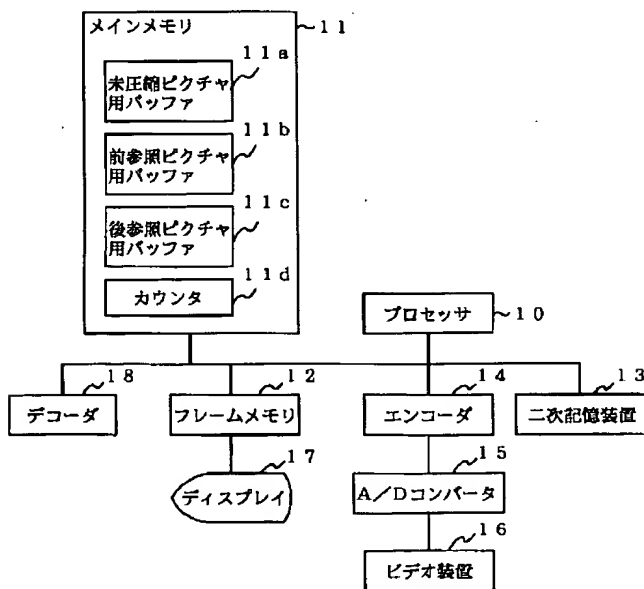 メインメモリ
11
11a
未圧縮ピクチャ
用バッファ
11b
前参照ピクチャ
用バッファ
11c
後参照ピクチャ
用バッファ
11d
カウンタ
プロセッサ
10
18
デコーダ
12
フレームメモリ
14
エンコーダ
13
二次記憶装置
17
ディスプレイ
15
A/Dコンバータ
16
ビデオ装置